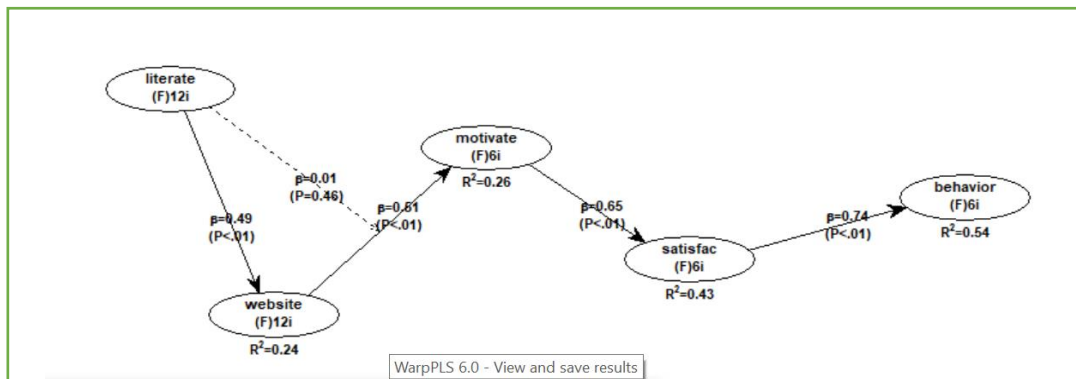 literate
(F)12i
motivate
(F)6i
R²=0.26
β=0.01
(P=0.46)
β=0.49
(P<.01)
β=0.51
(P<.01)
β=0.65
(P<.01)
behavior
(F)6i
R²=0.54
β=0.74
(P<.01)
satisfac
(F)6i
R²=0.43
website
(F)12i
R²=0.24
WarpPLS 6.0 - View and save results